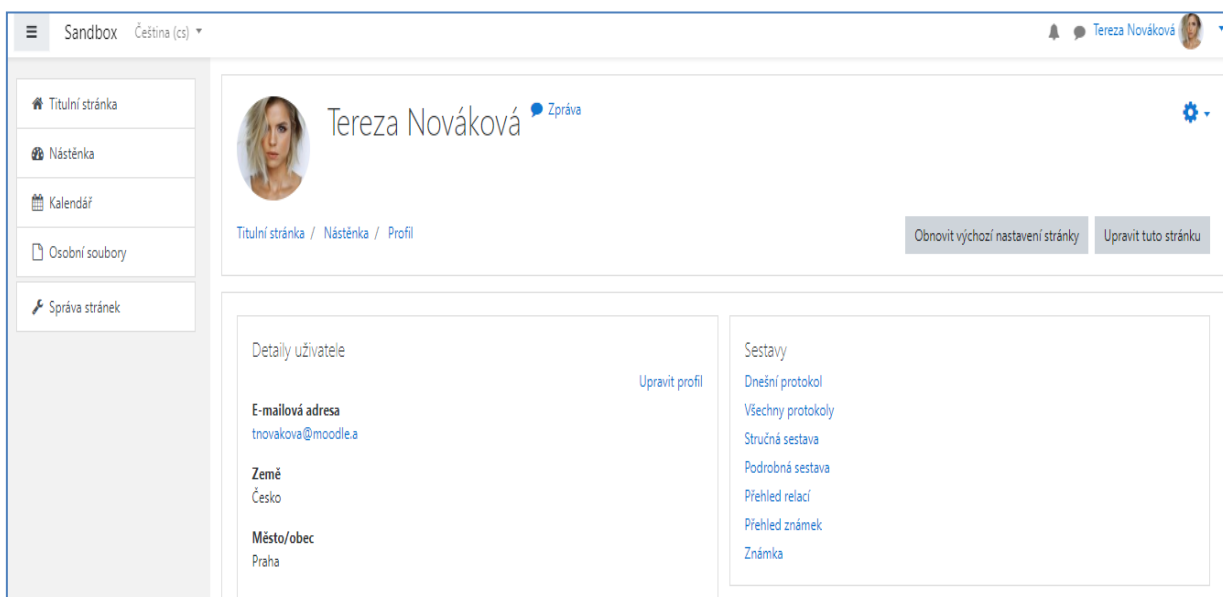 Sandbox Čeština (cs)
Tereza Nováková
Titulní stránka
Nástěnka
Kalendář
Osobní soubory
Správa stránek
Tereza Nováková Zpráva
Titulní stránka / Nástěnka / Profil
Obnovit výchozí nastavení stránky
Upravit tuto stránku
Detaily uživatele
Upravit profil
E-mailová adresa
tnovakova@moodle.a
Země
Česko
Město/obec
Praha
Sestavy
Dnešní protokol
Všechny protokoly
Stručná sestava
Podrobná sestava
Přehled relací
Přehled známek
Známka